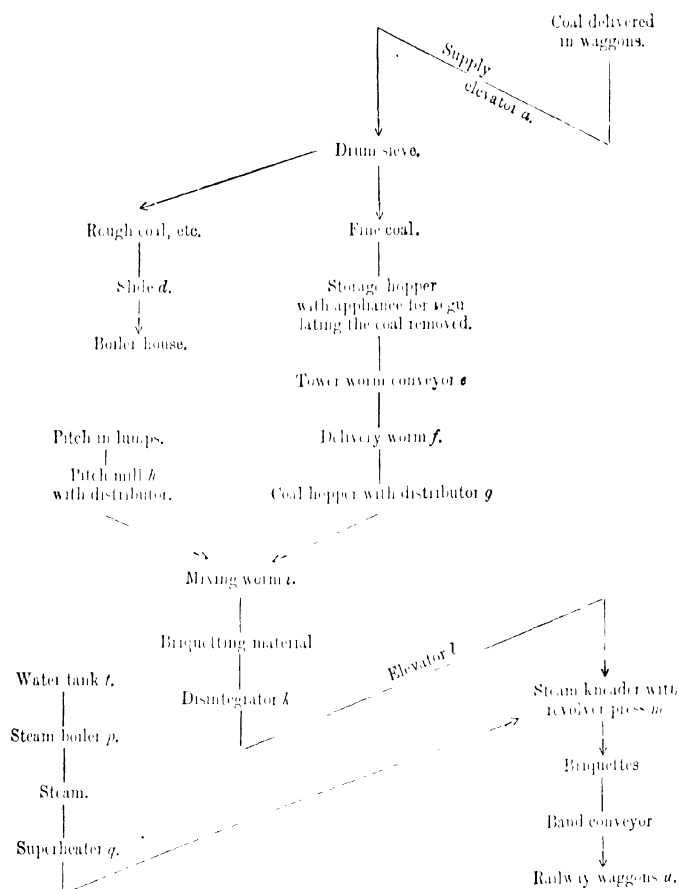 Coal delivered
in waggons.
Supply
elevator a.
Drum sieve.
Rough coal, etc.
Fine coal.
Slide d.
Storage hopper
with appliance for regu
lating the coal removed.
Boiler house.
Tower worm conveyor e
Pitch in lumps.
Delivery worm f.
Pitch mill h
with distributor.
Coal hopper with distributor g
Mixing worm i.
Briquetting material
Elevator l
Water tank t.
Disintegrator k
Steam kneader with
revolver press m
Steam boiler p.
Briquettes
Steam.
Band conveyor
Superheater q.
Railway waggons u.